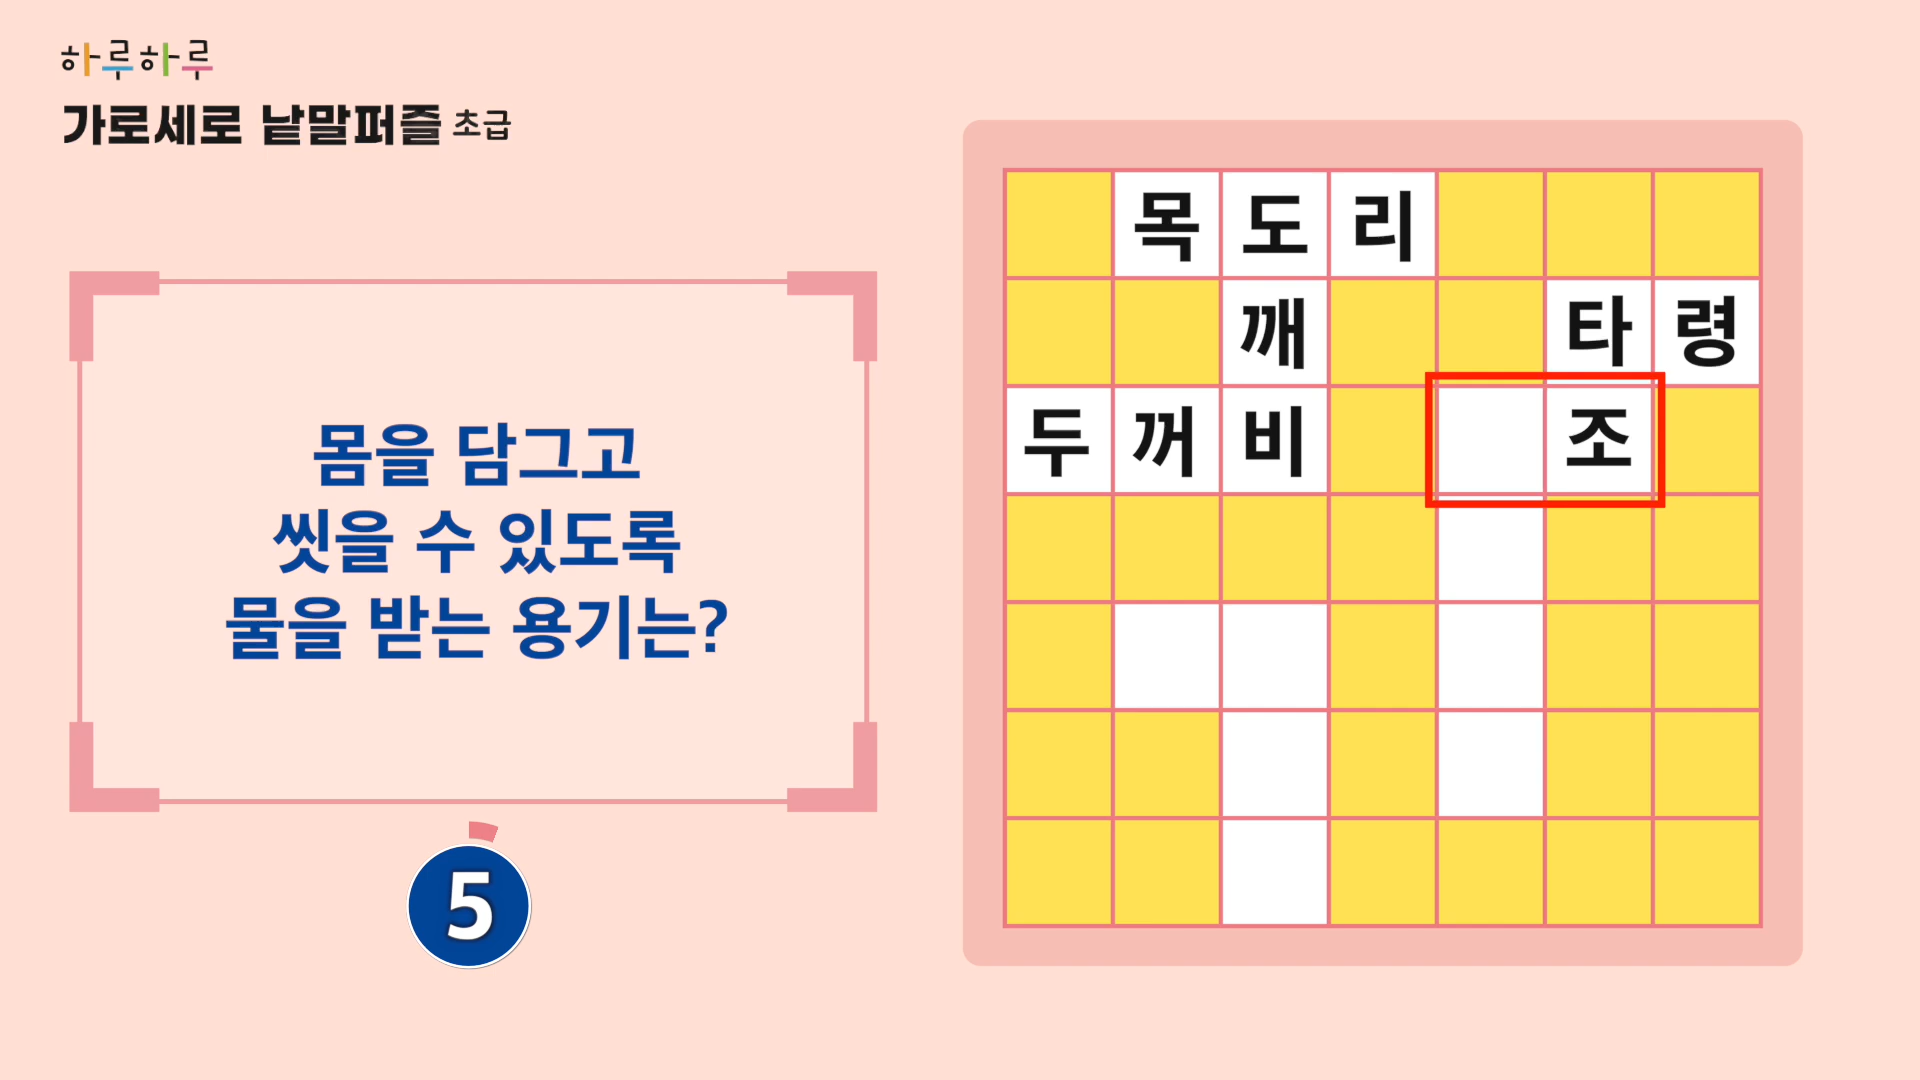 하루하루
가로세로 낱말퍼즐 초급
몸을 담그고
씻을 수 있도록
물을 받는 용기는?
5
목 도 리
깨 타 령
두 꺼 비 조